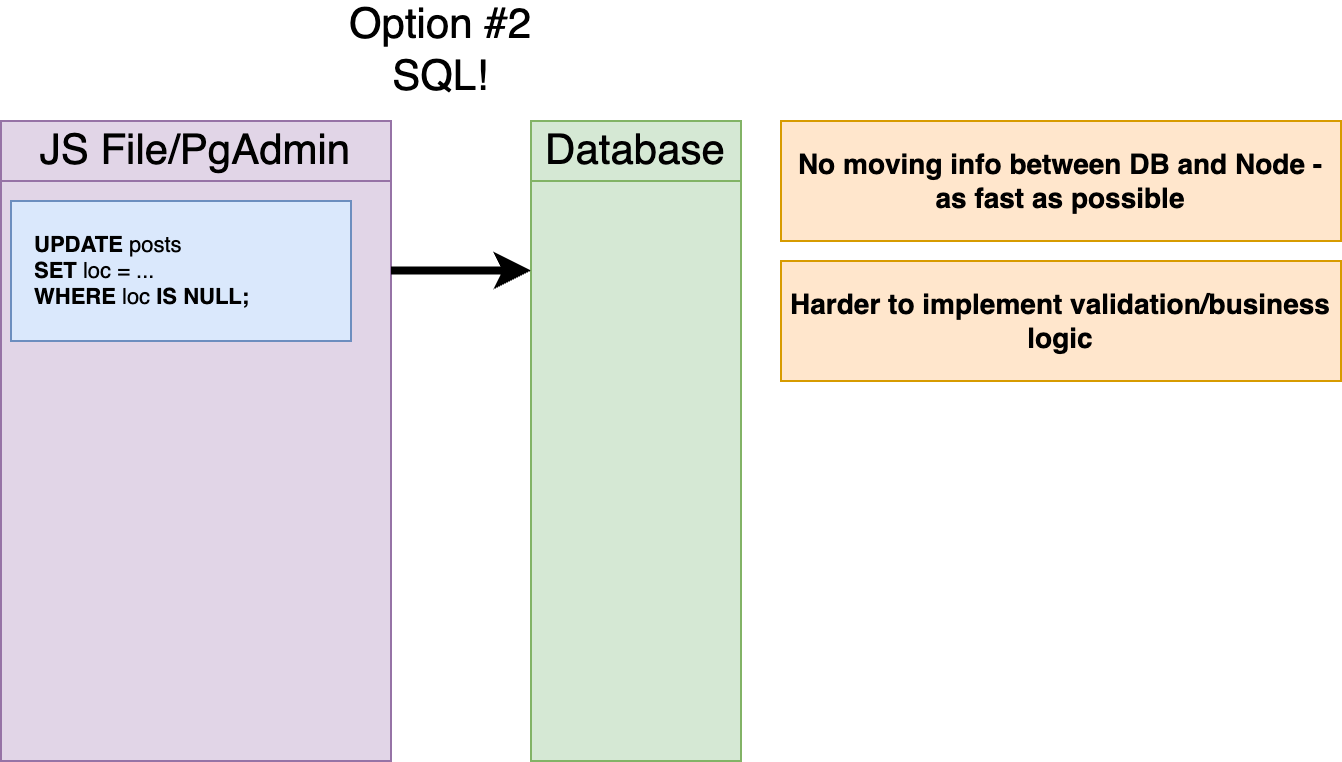 Option #2
SQL!
JS File/PgAdmin
Database
UPDATE posts
SET loc = ...
WHERE loc IS NULL;
No moving info between DB and Node -
as fast as possible
Harder to implement validation/business
logic